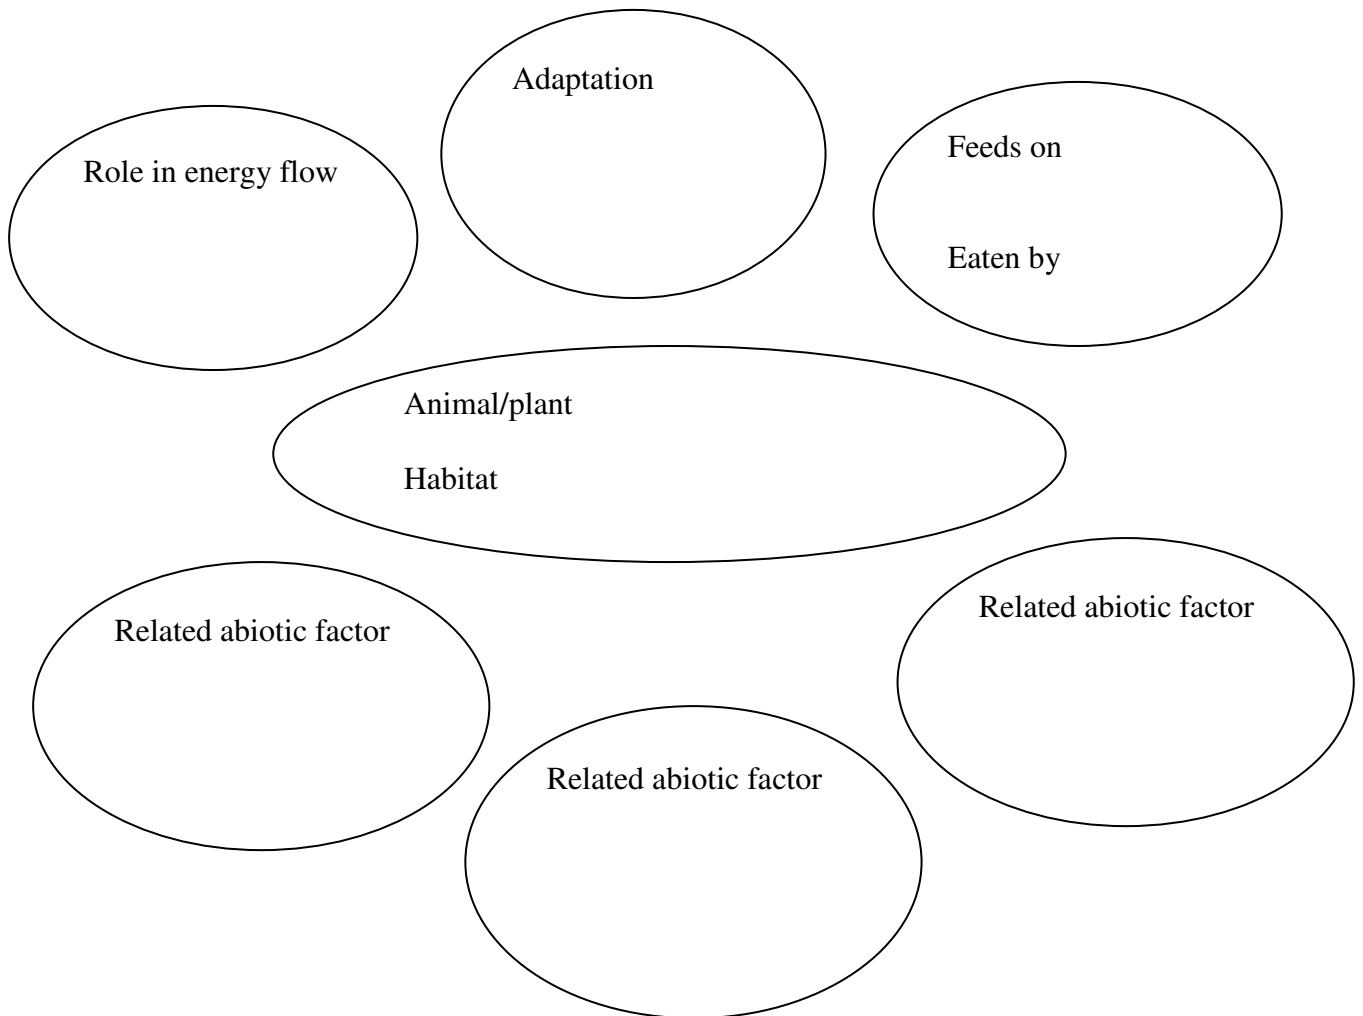 Adaptation
Role in energy flow
Feeds on
Eaten by
Animal/plant
Habitat
Related abiotic factor
Related abiotic factor
Related abiotic factor